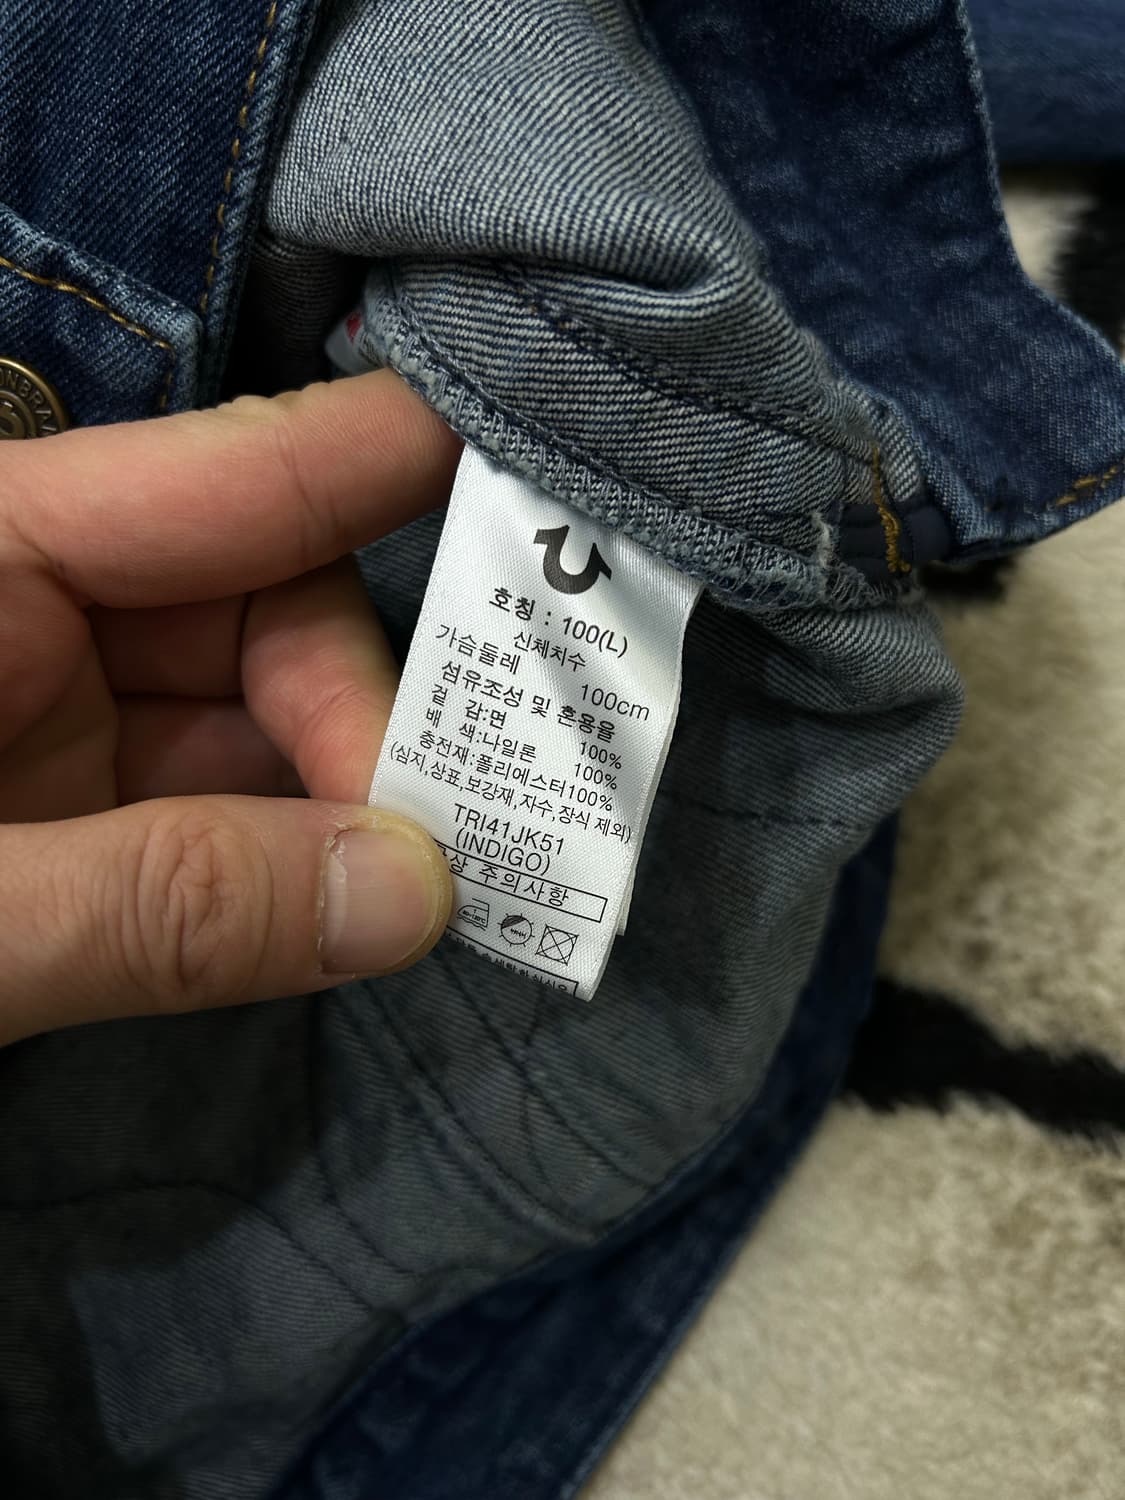 호칭 : 100(L)
신체치수
가슴둘레 100cm
섬유조성 및 혼용율
겉 감:면 100%
배 색:나일론 100%
충전재:폴리에스터100%
(심지,상표,보강재,자수,장식 제외)
TRI41JK51
(INDIGO)
주의사항